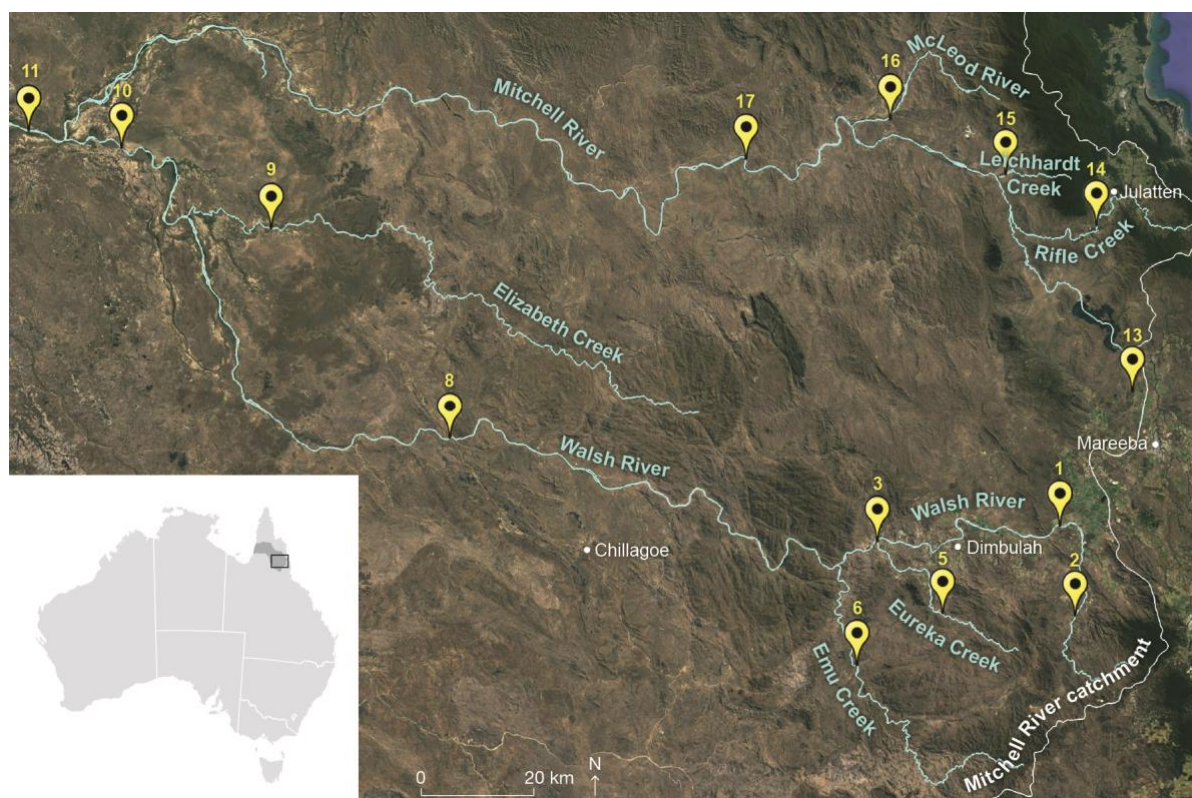 McLeod River
16
11
10
17
Mitchell River
15
Leichhardt
Creek
14
Julatten
9
Rifle Creek
Elizabeth Creek
13
8
Mareeba
Walsh River
1
3
Walsh River
Chillagoe
Dimbulah
5
2
6
Eureka Creek
Emu Creek
Mitchell River catchment
0 20 km
N